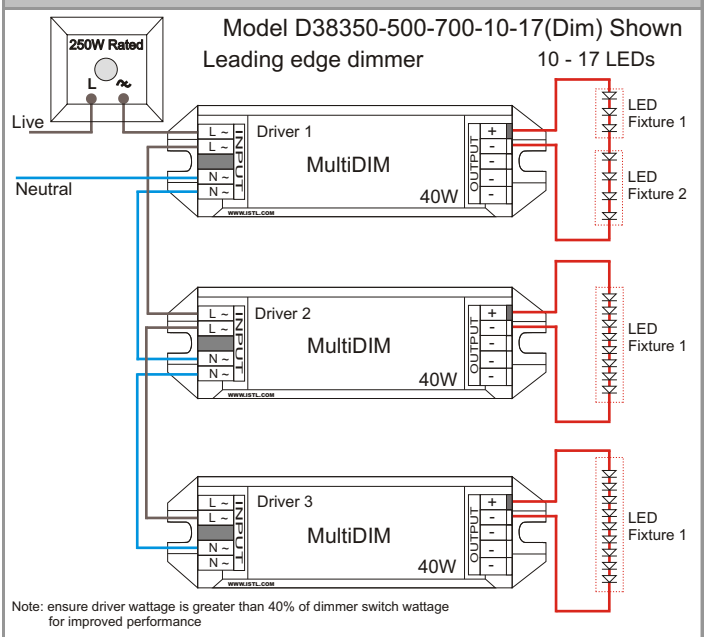 Model D38350-500-700-10-17(Dim) Shown
Leading edge dimmer
10 - 17 LEDs
250W Rated
L ~
Live
Neutral
L ~
L ~
N ~
N ~
INPUT
Driver 1
MultiDIM
40W
WWW.ISTL.COM
OUTPUT
+
-
-
-
LED
Fixture 1
LED
Fixture 2
L ~
L ~
N ~
N ~
INPUT
Driver 2
MultiDIM
40W
WWW.ISTL.COM
OUTPUT
+
-
-
-
-
LED
Fixture 1
L ~
L ~
N ~
N ~
INPUT
Driver 3
MultiDIM
40W
WWW.ISTL.COM
OUTPUT
+
-
-
-
-
LED
Fixture 1
Note: ensure driver wattage is greater than 40% of dimmer switch wattage
for improved performance